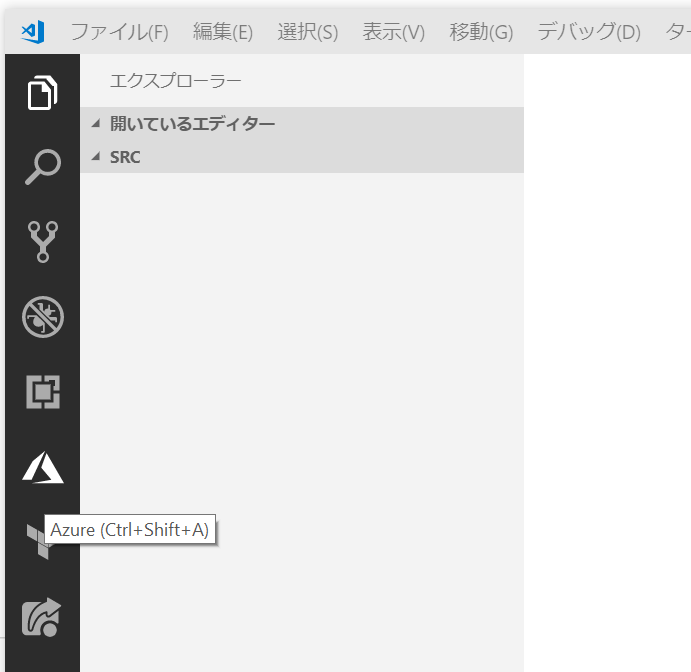 ファイル(F) 編集(E) 選択(S) 表示(V) 移動(G) デバッグ(D) ター
エクスプローラー
開いているエディター
SRC
Azure (Ctrl+Shift+A)